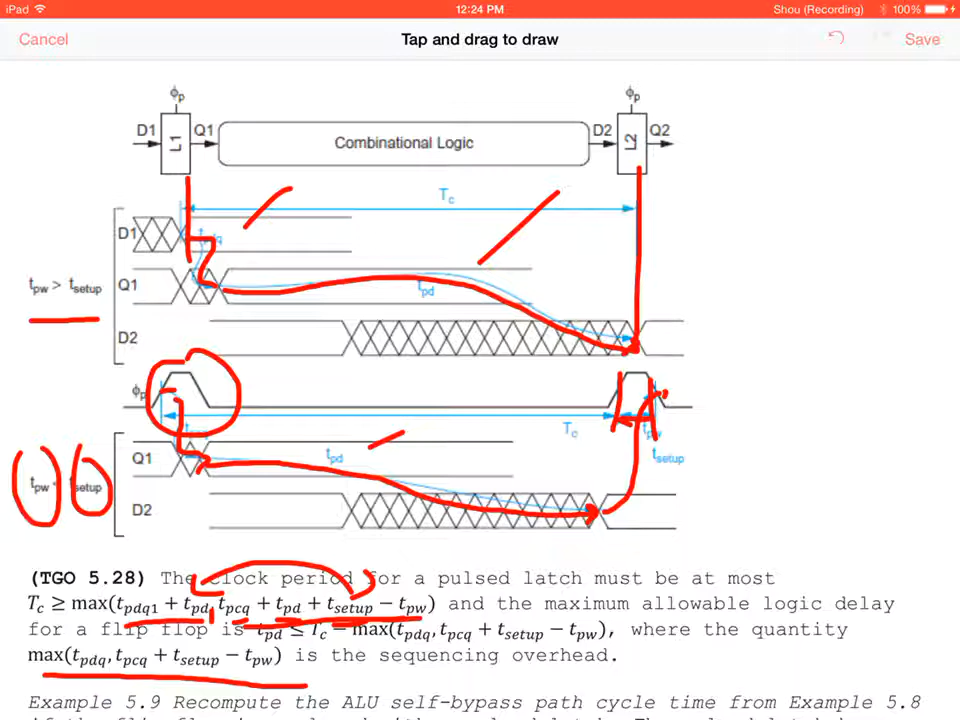 iPad 12:24 PM Shou (Recording) 100%
Cancel Tap and drag to draw Save
ϕp ϕp
D1 L1 Q1 Combinational Logic D2 L2 Q2
Tc
D1
tpw > tsetup Q1 tpd
D2
ϕp
Tc tpw
Q1 tpd tsetup
tpw tsetup
D2
(TGO 5.28) The clock period for a pulsed latch must be at most
Tc ≥ max(tpdq1 + tpd, tpcq + tpd + tsetup − tpw) and the maximum allowable logic delay
for a flip flop is tpd ≤ Tc − max(tpdq, tpcq + tsetup − tpw), where the quantity
max(tpdq, tpcq + tsetup − tpw) is the sequencing overhead.
Example 5.9 Recompute the ALU self-bypass path cycle time from Example 5.8